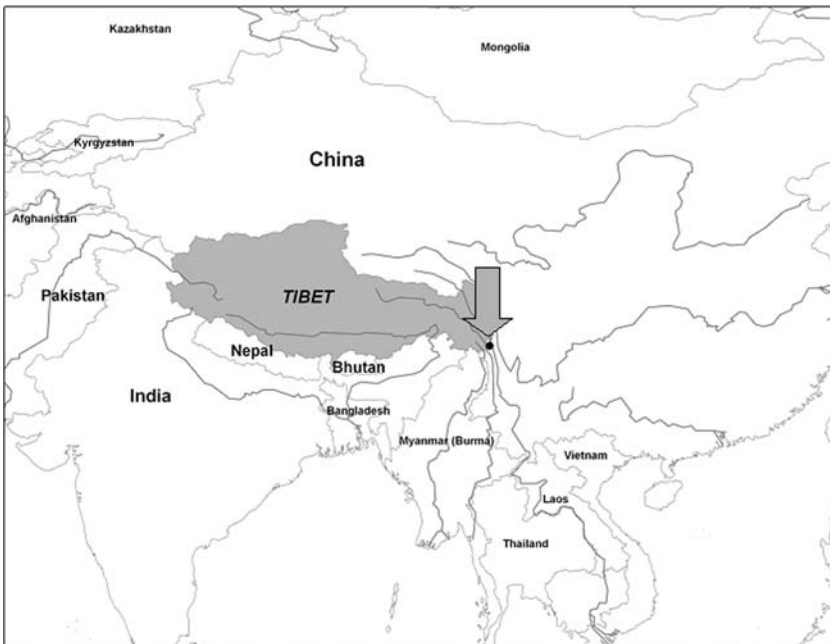 Kazakhstan
Mongolia
Kyrgyzstan
China
Afghanistan
Pakistan
TIBET
Nepal
Bhutan
India
Bangladesh
Myanmar (Burma)
Vietnam
Laos
Thailand